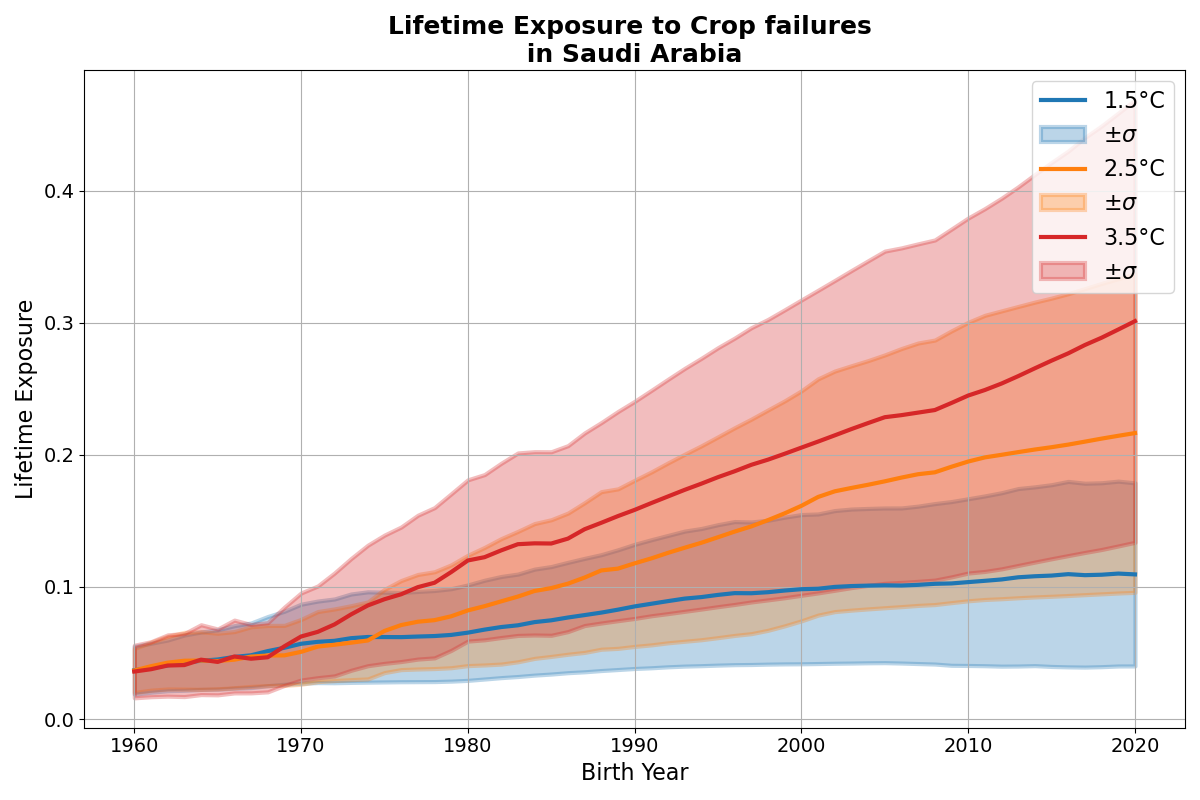 Lifetime Exposure to Crop failures
in Saudi Arabia
1.5°C
±σ
2.5°C
±σ
3.5°C
±σ
Lifetime Exposure
0.4
0.3
0.2
0.1
0.0
1960 1970 1980 1990 2000 2010 2020
Birth Year